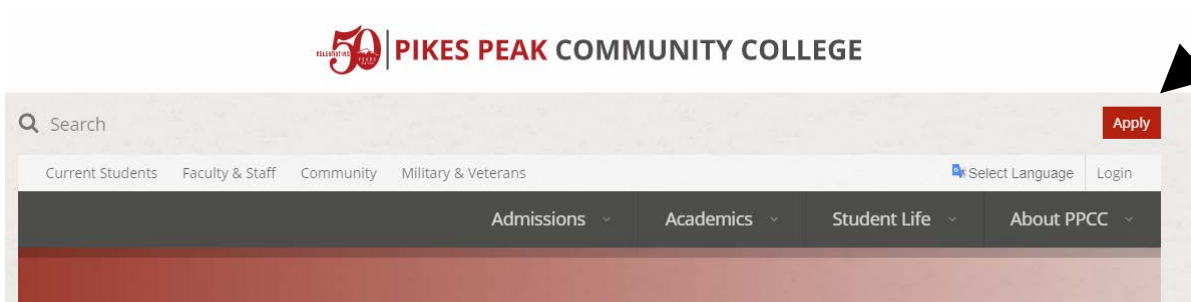 50 PIKES PEAK COMMUNITY COLLEGE
Search
Apply
Current Students Faculty & Staff Community Military & Veterans Select Language Login
Admissions Academics Student Life About PPCC